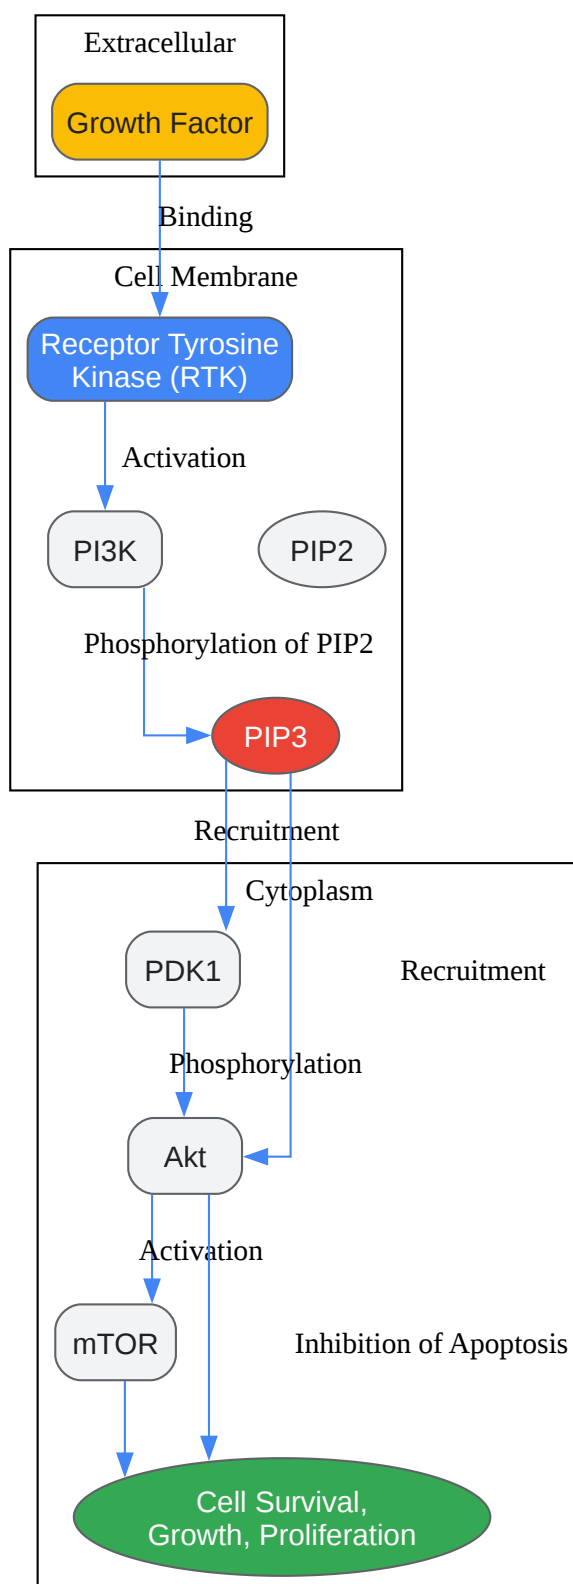 Extracellular
Growth Factor
Binding
Cell Membrane
Receptor Tyrosine
Kinase (RTK)
Activation
PI3K
PIP2
Phosphorylation of PIP2
PIP3
Recruitment
Cytoplasm
PDK1
Recruitment
Phosphorylation
Akt
Activation
mTOR
Inhibition of Apoptosis
Cell Survival,
Growth, Proliferation